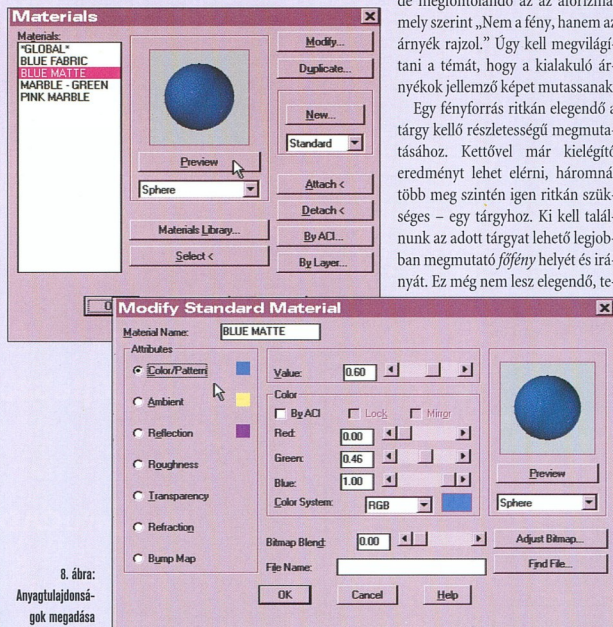 Materials
Materials:
*GLOBAL*
BLUE FABRIC
BLUE MATTE
MARBLE - GREEN
PINK MARBLE
Preview
Sphere
Materials Library...
Select <
Modify...
Duplicate...
New...
Standard
Attach <
Detach <
By ACI...
By Layer...
de megfontolandó az az aforizma
mely szerint „Nem a fény, hanem az
árnyék rajzol.” Úgy kell megvilágí-
tani a témát, hogy a kialakuló ár-
nyékok jellemző képet mutassanak
Egy fényforrás ritkán elegendő a
tárgy kellő részletességű megmuta-
tásához. Kettővel már kielégítő
eredményt lehet elérni, háromná
több meg szintén igen ritkán szük-
séges – egy tárgyhoz. Ki kell talál-
nunk az adott tárgyat lehető legjob-
ban megmutató főfény helyét és irá-
nyát. Ez még nem lesz elegendő, te-
Modify Standard Material
Material Name: BLUE MATTE
Attributes
Color/Pattern
Ambient
Reflection
Roughness
Transparency
Refraction
Bump Map
Value: 0.60
Color
By ACI Lock Mirror
Red: 0.00
Green: 0.46
Blue: 1.00
Color System: RGB
Preview
Sphere
Bitmap Blend: 0.00
Adjust Bitmap...
File Name:
Find File...
OK Cancel Help
8. ábra:
Anyagtulajdonsá-
gok megadása